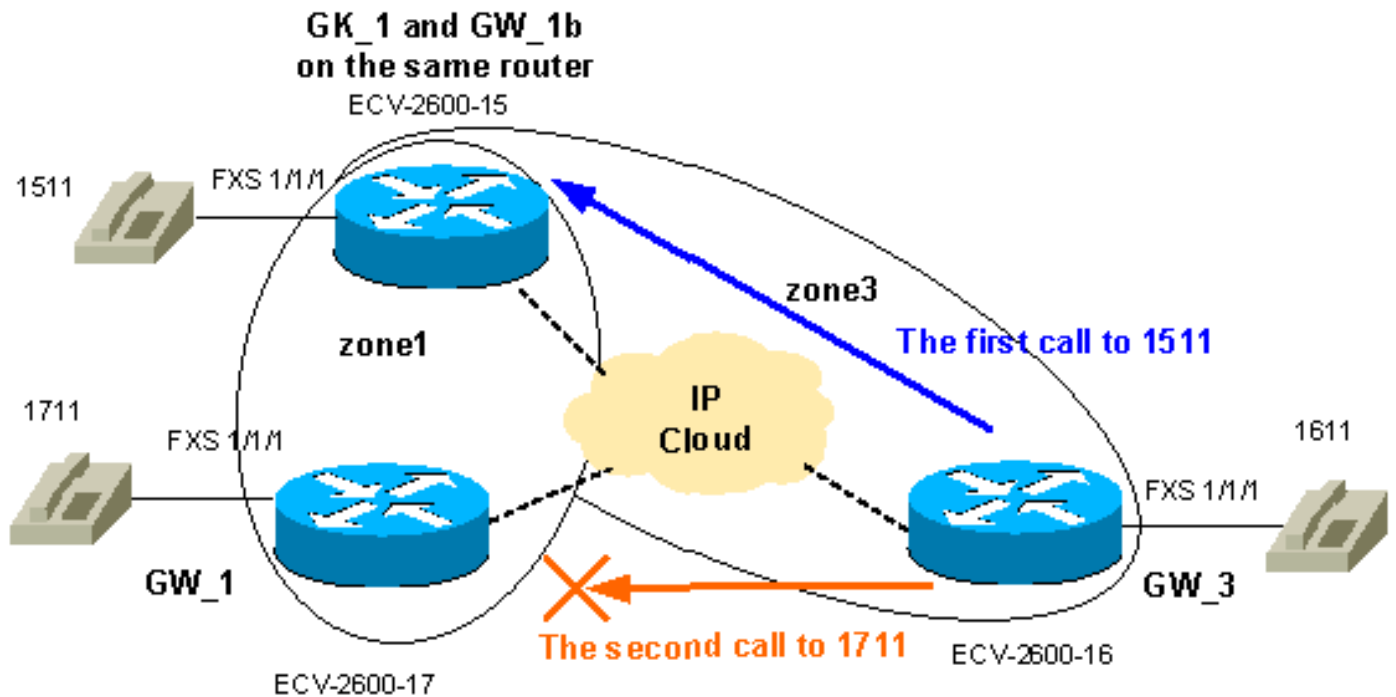 GK_1 and GW_1b
on the same router
ECV-2600-15
1511
FXS 1/1/1
zone3
The first call to 1511
zone1
IP
Cloud
1711
FXS 1/1/1
1611
FXS 1/1/1
GW_1
GW_3
The second call to 1711
ECV-2600-16
ECV-2600-17